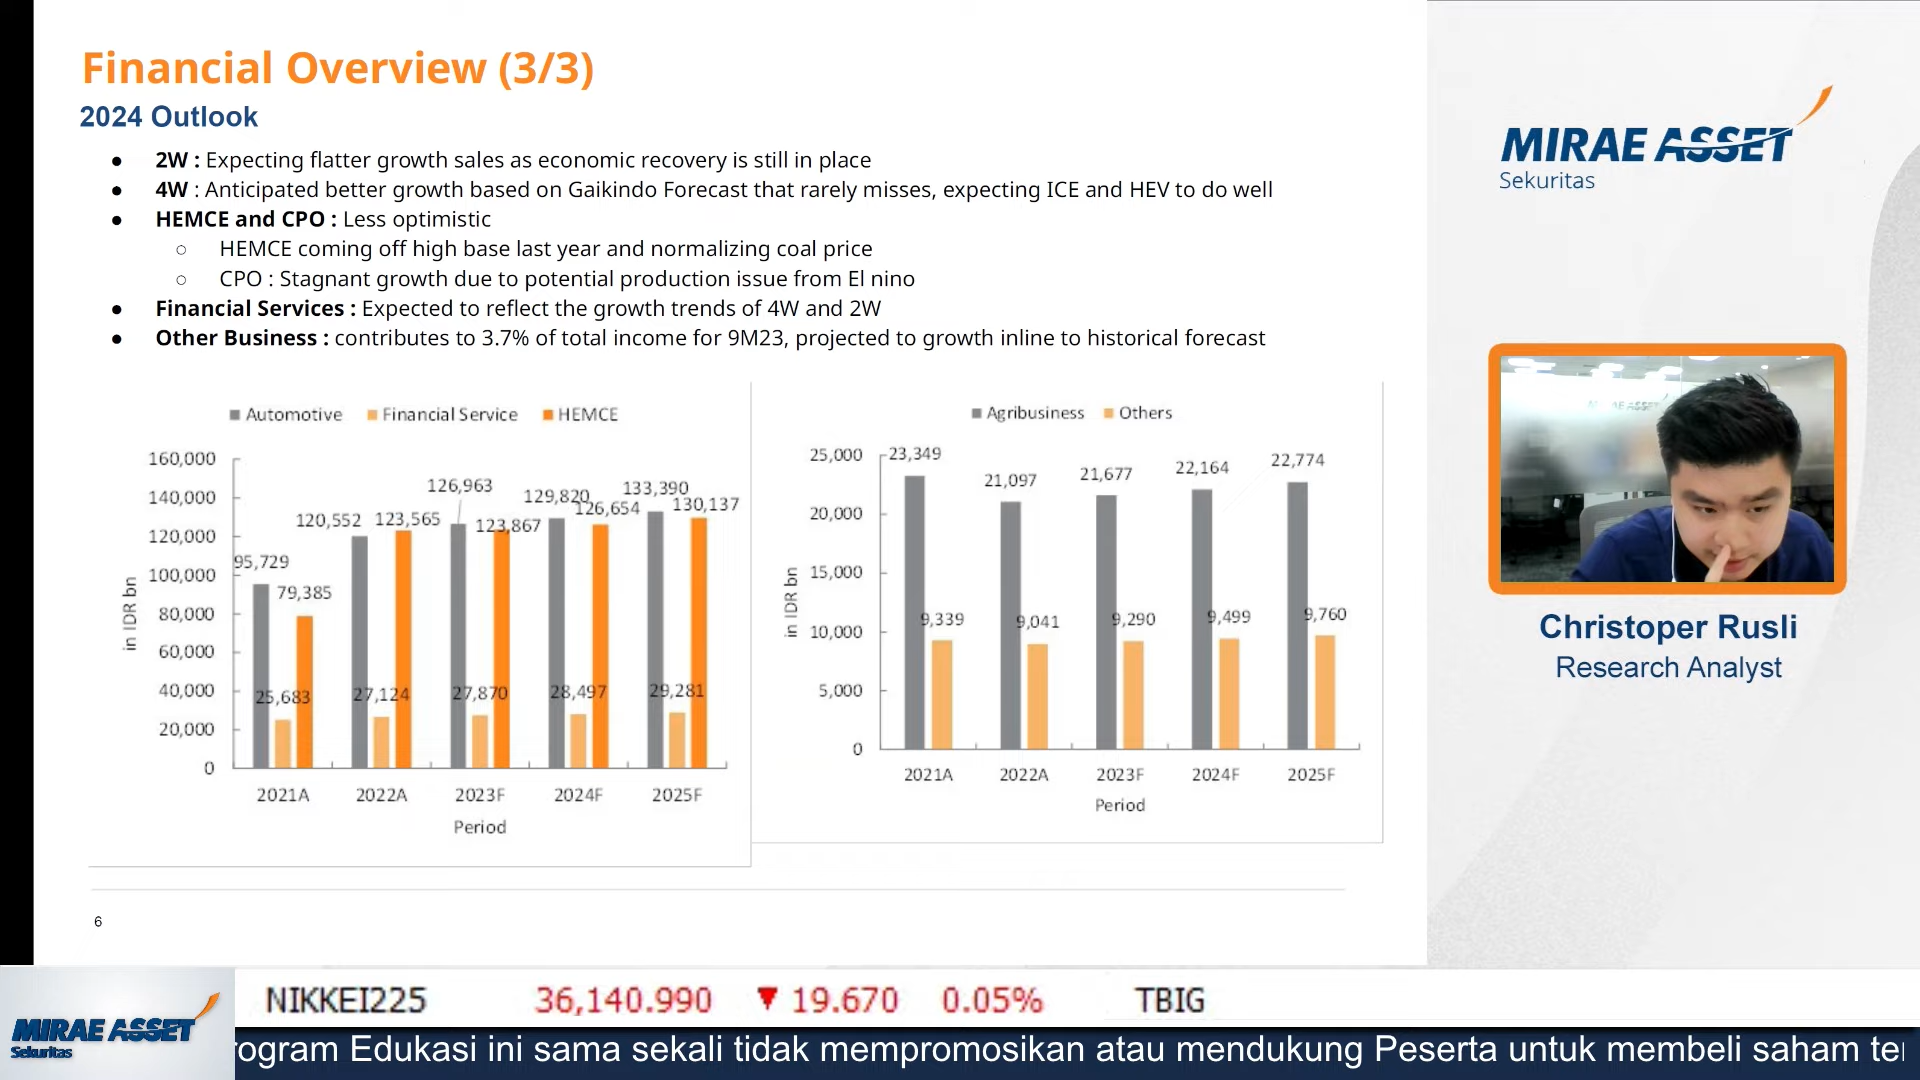 Financial Overview (3/3)
2024 Outlook
● 2W : Expecting flatter growth sales as economic recovery is still in place
● 4W : Anticipated better growth based on Gaikindo Forecast that rarely misses, expecting ICE and HEV to do well
● HEMCE and CPO : Less optimistic
○ HEMCE coming off high base last year and normalizing coal price
○ CPO : Stagnant growth due to potential production issue from El nino
● Financial Services : Expected to reflect the growth trends of 4W and 2W
● Other Business : contributes to 3.7% of total income for 9M23, projected to growth inline to historical forecast
Automotive Financial Service HEMCE
160,000
140,000
120,000
100,000
80,000
60,000
40,000
20,000
0
in IDR bn
95,729 25,683 79,385
120,552 27,124 123,565
126,963 27,870 123,867
129,820 28,497 126,654
133,390 29,281 130,137
2021A 2022A 2023F 2024F 2025F
Period
Agribusiness Others
25,000
20,000
15,000
10,000
5,000
0
in IDR bn
23,349 9,339
21,097 9,041
21,677 9,290
22,164 9,499
22,774 9,760
2021A 2022A 2023F 2024F 2025F
Period
6
MIRAE ASSET
Sekuritas
MIRAE ASSET
Christoper Rusli
Research Analyst
NIKKEI225 36,140.990 ▼ 19.670 0.05% TBIG
MIRAE ASSET
Sekuritas
rogram Edukasi ini sama sekali tidak mempromosikan atau mendukung Peserta untuk membeli saham te